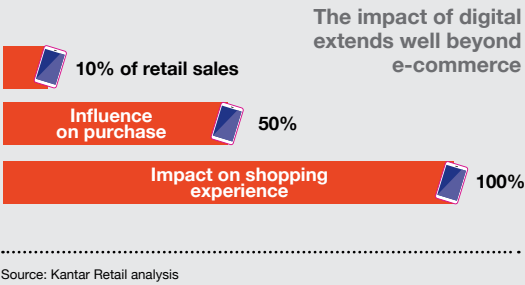 The impact of digital
extends well beyond
e-commerce
10% of retail sales
Influence
on purchase
50%
Impact on shopping
experience
100%
Source: Kantar Retail analysis